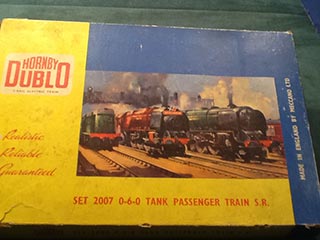 HORNBY
DUBLO
Realistic
Reliable
Guaranteed
SET 2007 0-6-0 TANK PASSENGER TRAIN S.R.
MADE IN ENGLAND BY MECCANO LTD